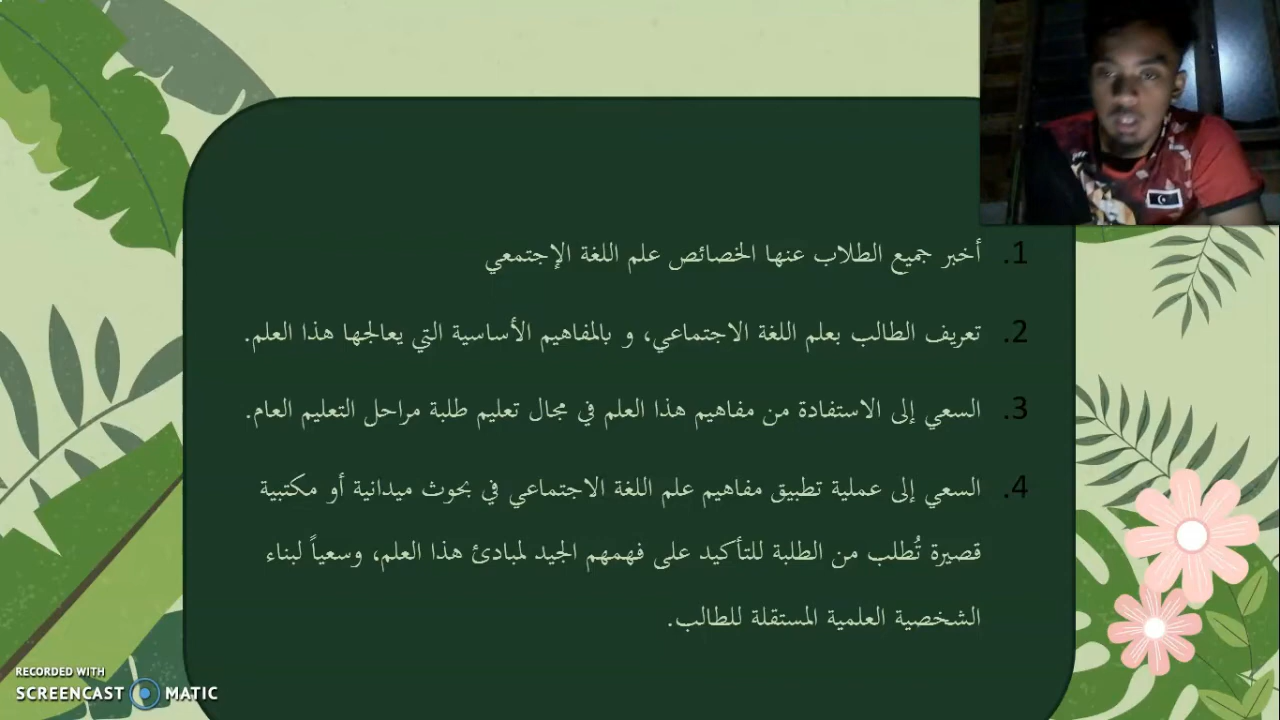 1. أخبر جميع الطلاب عنها الخصائص علم اللغة الإجتمعي
2. تعريف الطالب بعلم اللغة الاجتماعي، و بالمفاهيم الأساسية التي يعالجها هذا العلم.
3. السعي إلى الاستفادة من مفاهيم هذا العلم في مجال تعليم طلبة مراحل التعليم العام.
4. السعي إلى عملية تطبيق مفاهيم علم اللغة الاجتماعي في بحوث ميدانية أو مكتبية
قصيرة تُطلب من الطلبة للتأكيد على فهمهم الجيد لمبادئ هذا العلم، وسعياً لبناء
الشخصية العلمية المستقلة للطالب.
RECORDED WITH
SCREENCAST MATIC